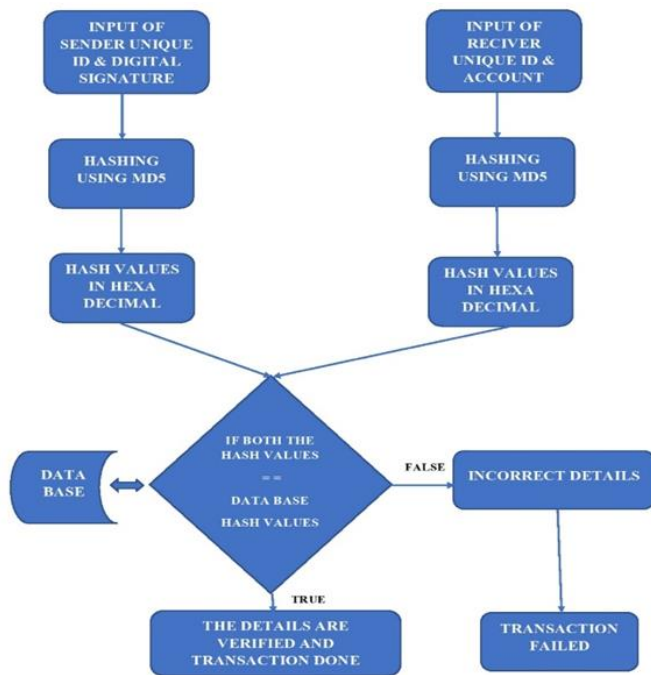 INPUT OF
SENDER UNIQUE
ID & DIGITAL
SIGNATURE
INPUT OF
RECIVER
UNIQUE ID &
ACCOUNT
HASHING
USING MD5
HASHING
USING MD5
HASH VALUES
IN HEXA
DECIMAL
HASH VALUES
IN HEXA
DECIMAL
IF BOTH THE
HASH VALUES
==
DATA BASE
HASH VALUES
DATA
BASE
FALSE
INCORRECT DETAILS
TRUE
THE DETAILS ARE
VERIFIED AND
TRANSACTION DONE
TRANSACTION
FAILED